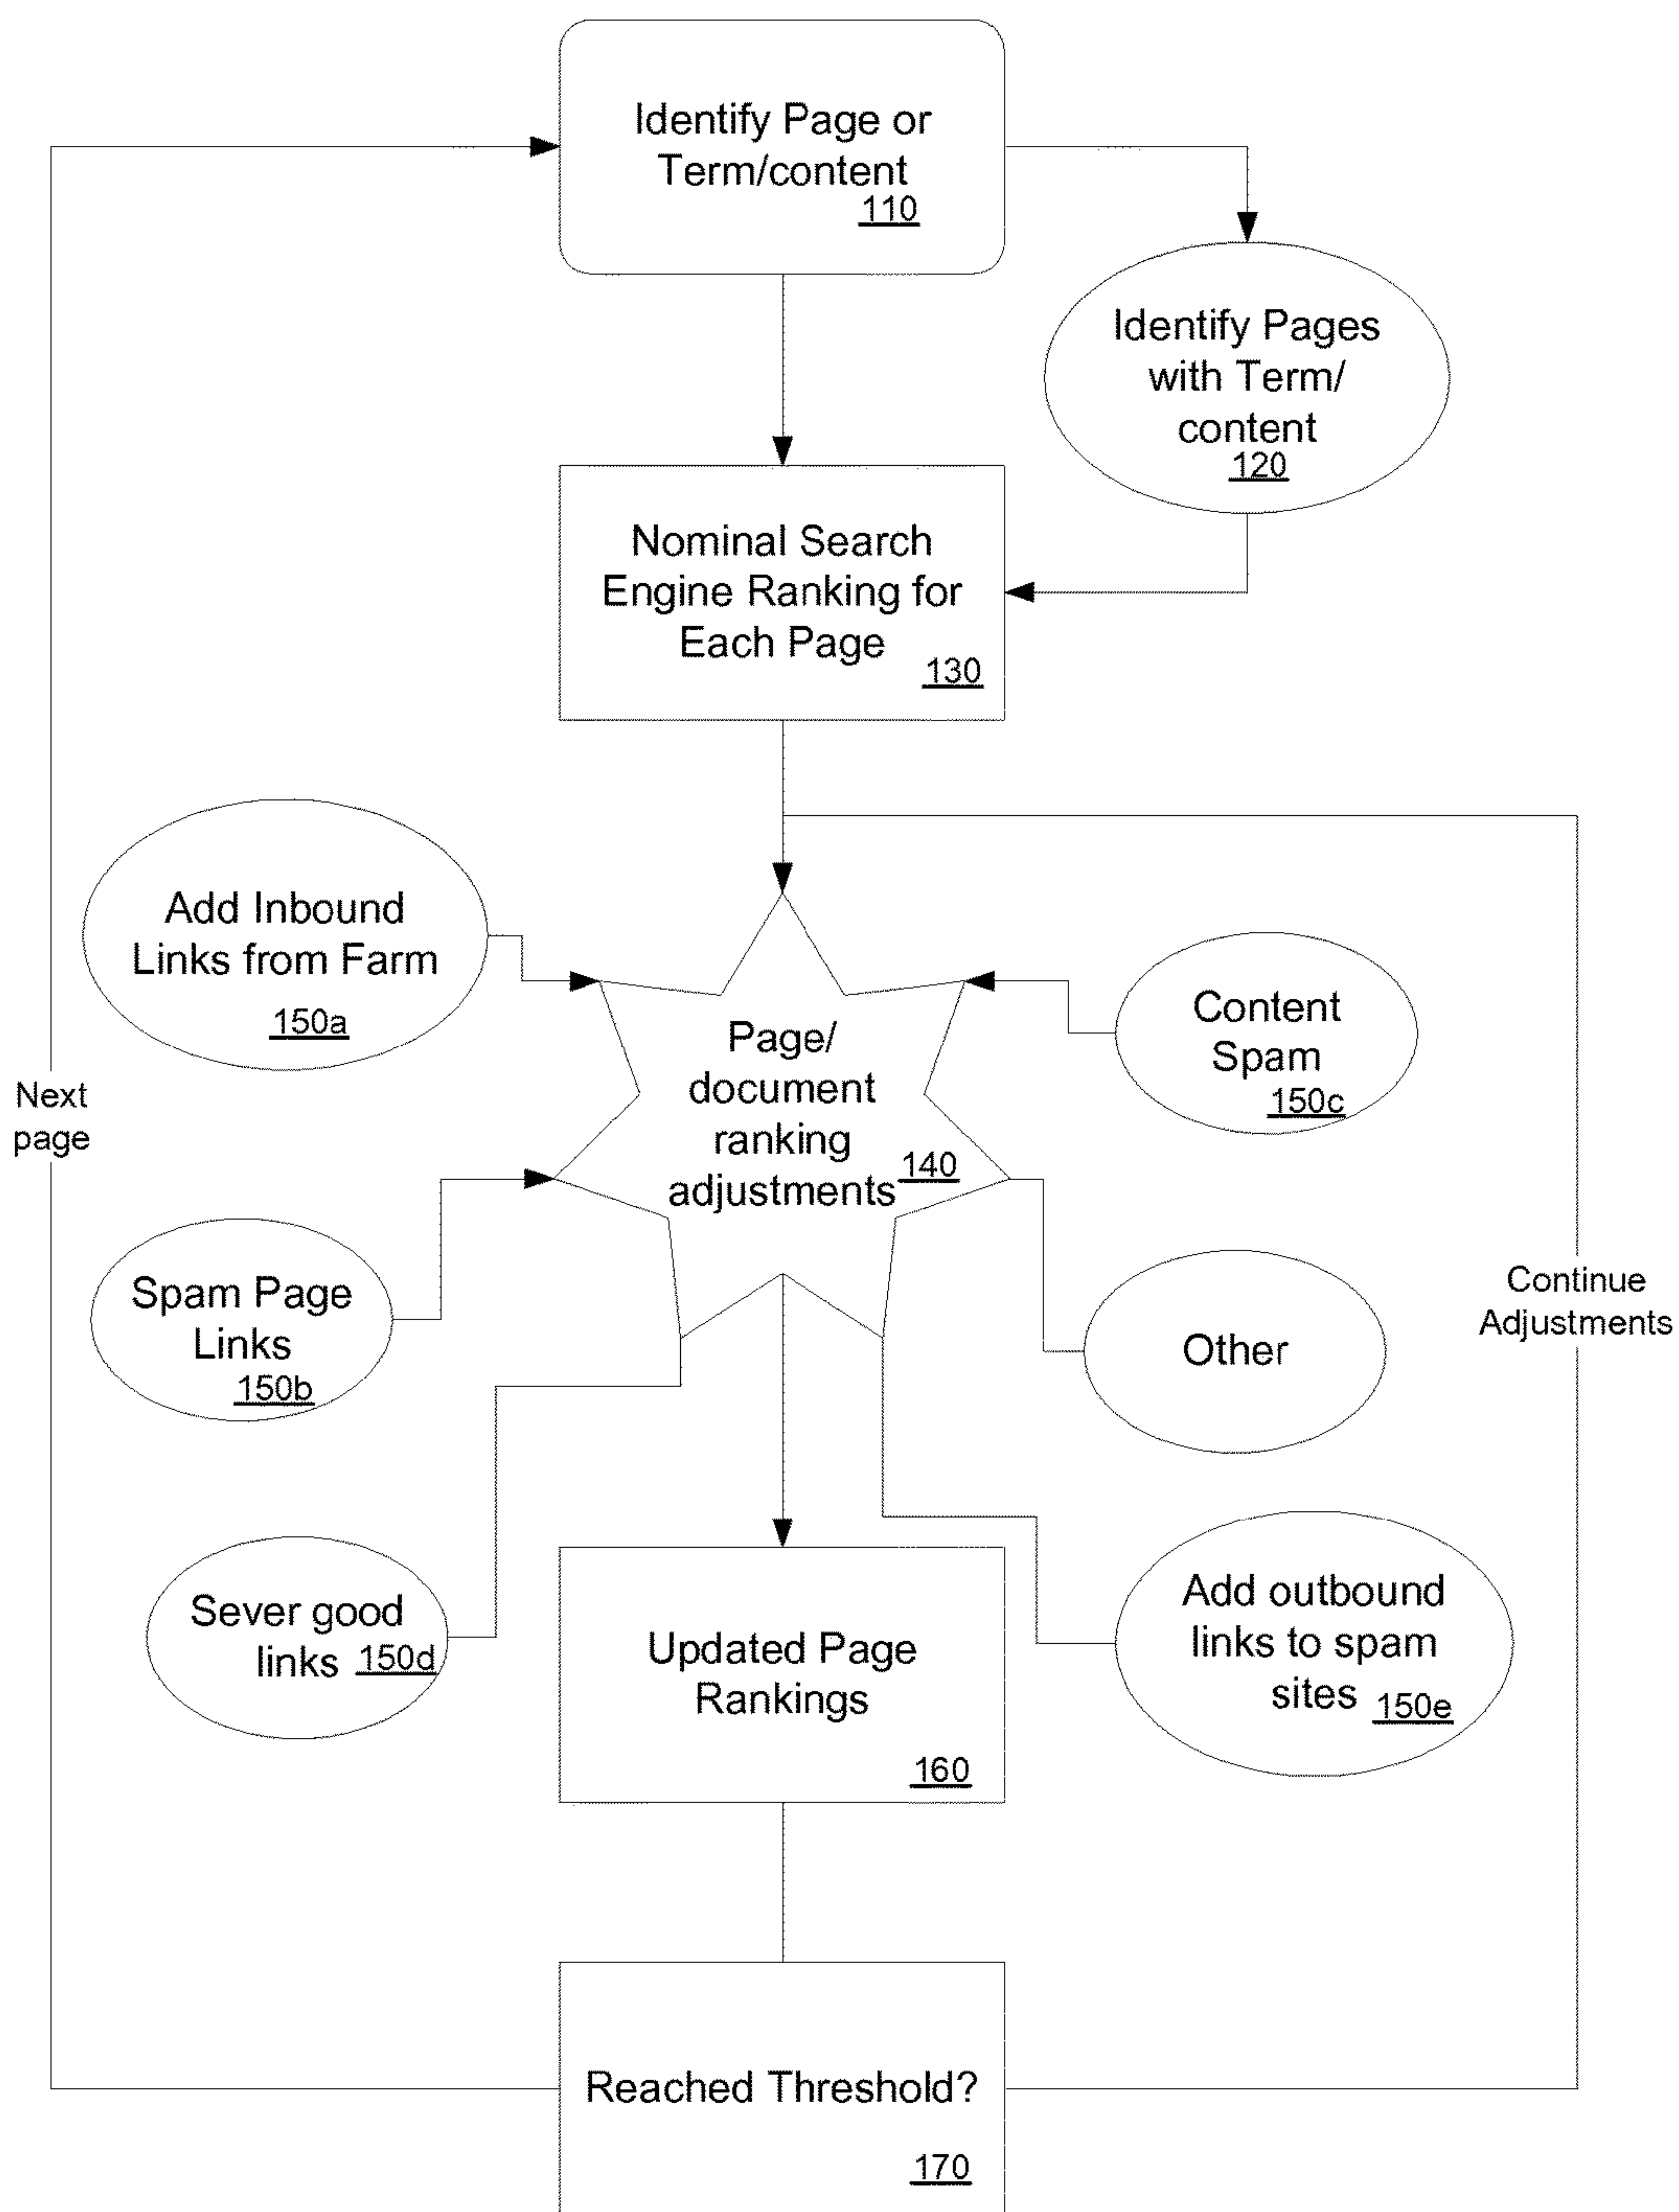 Identify Page or
Term/content
110
Identify Pages
with Term/
content
120
Nominal Search
Engine Ranking for
Each Page
130
Add Inbound
Links from Farm
150a
Content
Spam
150c
Page/
document
ranking
adjustments
140
Next
page
Spam Page
Links
150b
Other
Continue
Adjustments
Sever good
links 150d
Updated Page
Rankings
160
Add outbound
links to spam
sites 150e
Reached Threshold?
170